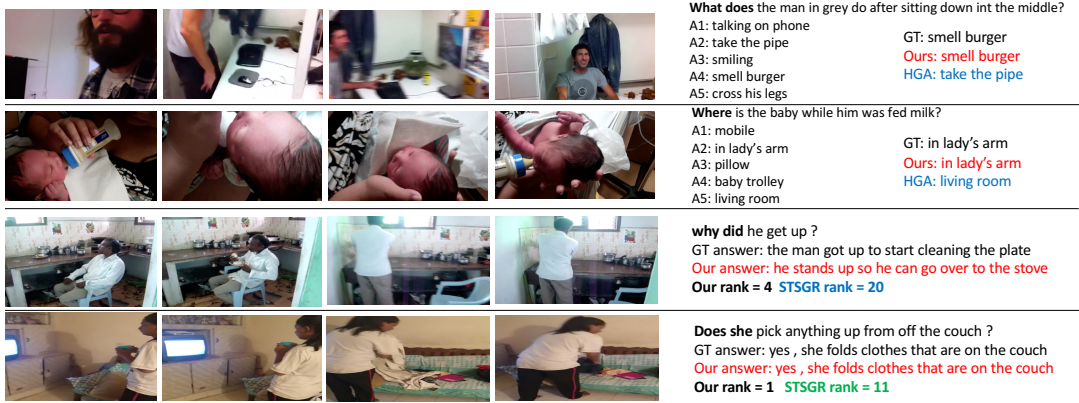 What does the man in grey do after sitting down int the middle?
A1: talking on phone
A2: take the pipe
A3: smiling
A4: smell burger
A5: cross his legs
GT: smell burger
Ours: smell burger
HGA: take the pipe
Where is the baby while him was fed milk?
A1: mobile
A2: in lady's arm
A3: pillow
A4: baby trolley
A5: living room
GT: in lady's arm
Ours: in lady's arm
HGA: living room
why did he get up ?
GT answer: the man got up to start cleaning the plate
Our answer: he stands up so he can go over to the stove
Our rank = 4 STSGR rank = 20
Does she pick anything up from off the couch ?
GT answer: yes , she folds clothes that are on the couch
Our answer: yes , she folds clothes that are on the couch
Our rank = 1 STSGR rank = 11